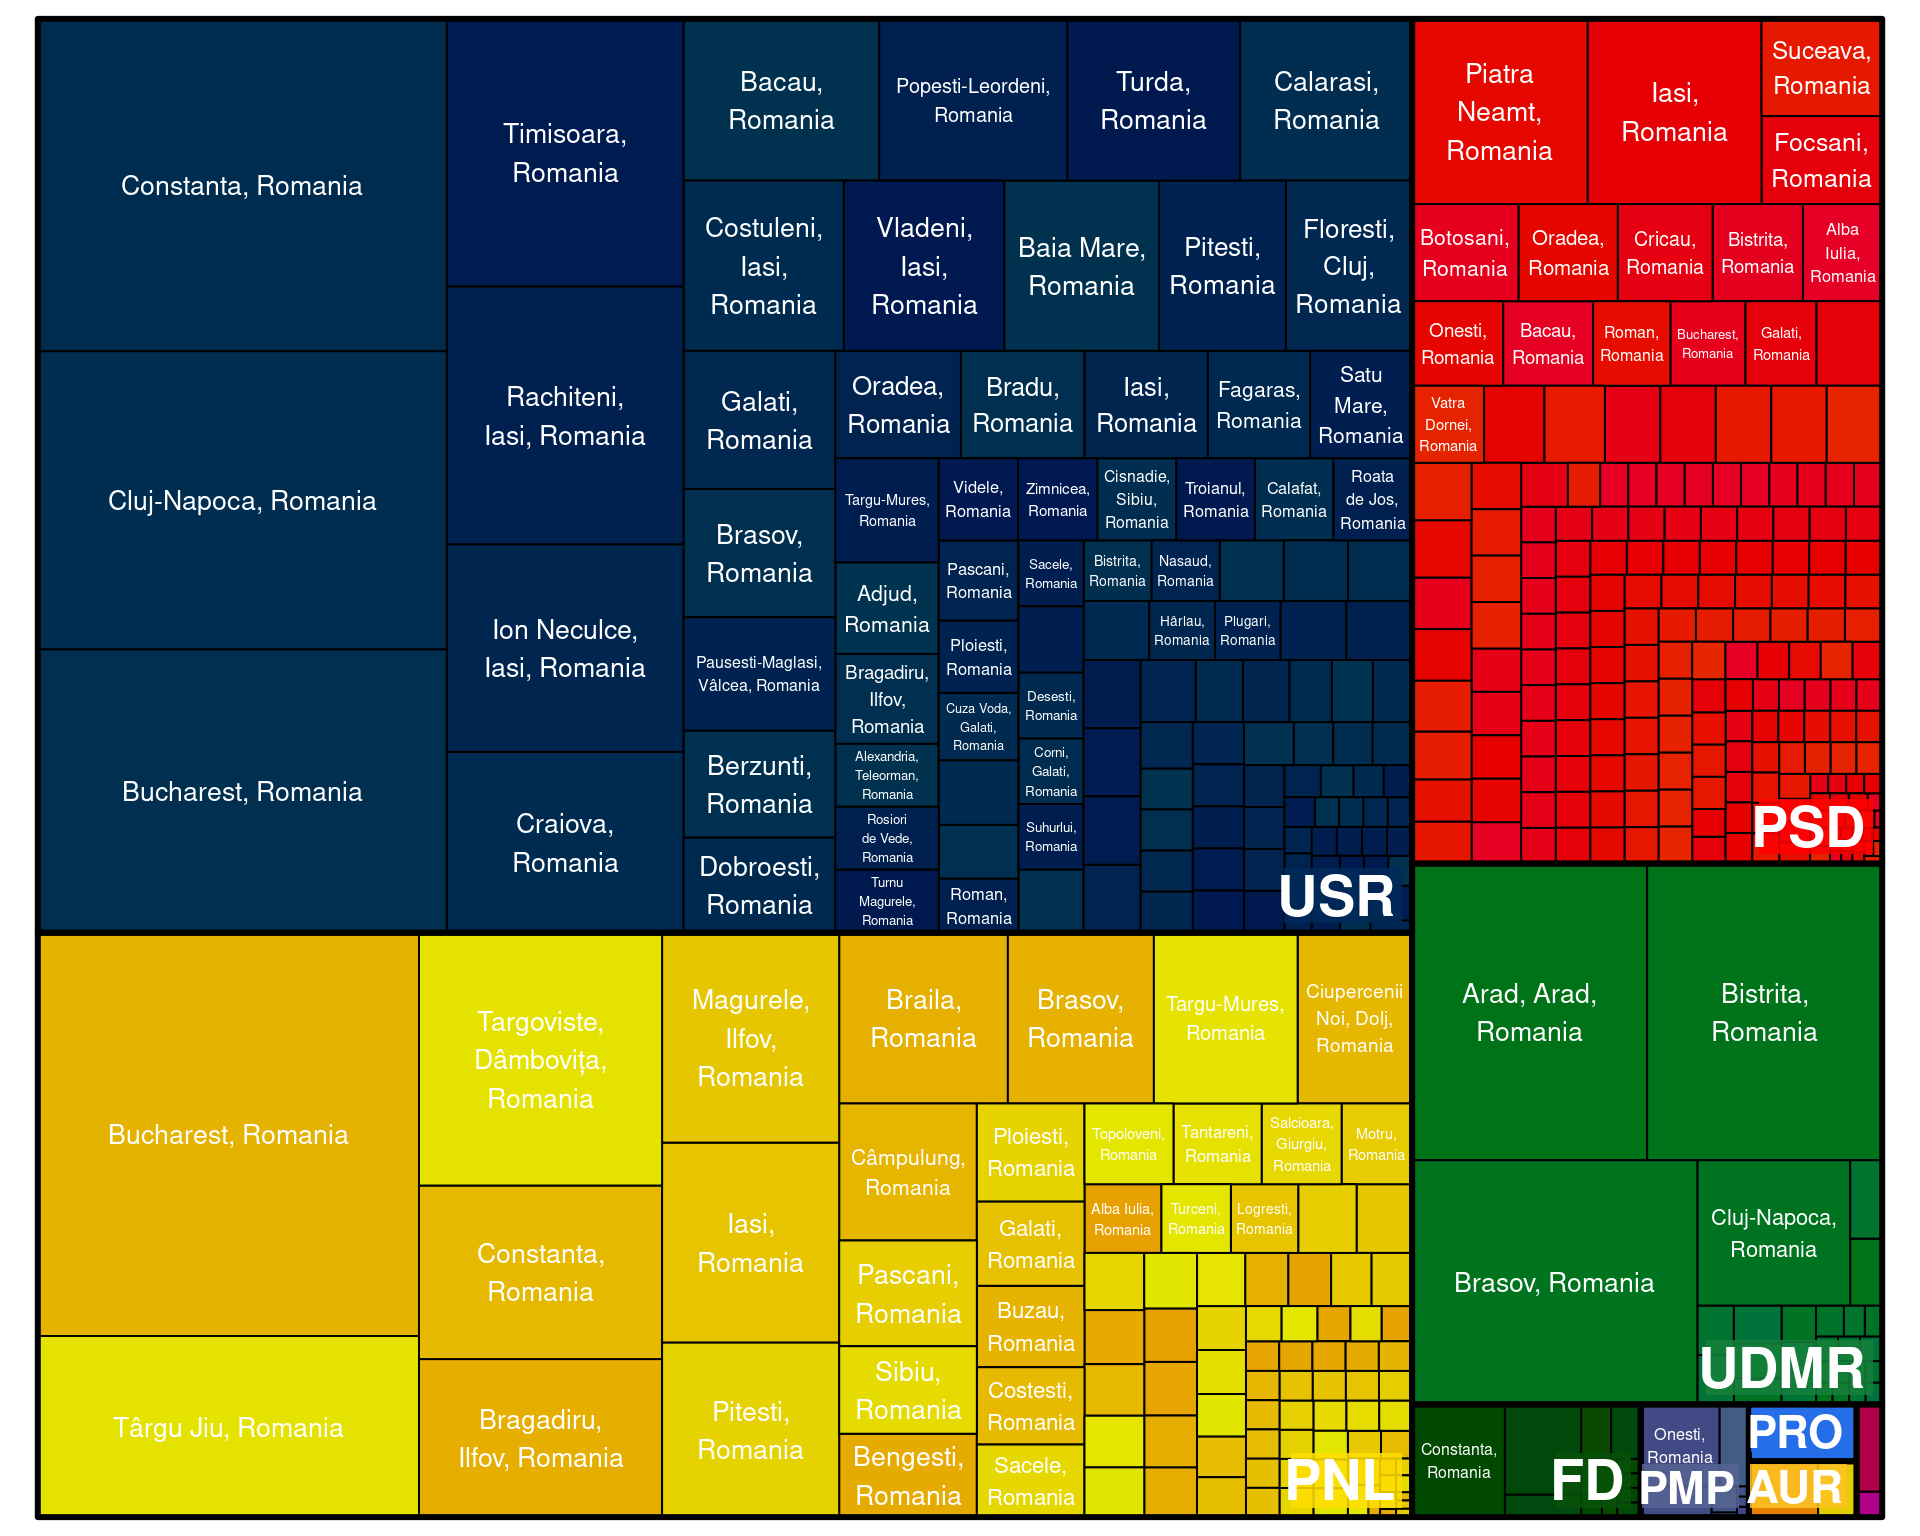 Constanta, Romania
Cluj-Napoca, Romania
Bucharest, Romania
Timisoara,
Romania
Rachiteni,
Iasi, Romania
Ion Neculce,
Iasi, Romania
Craiova,
Romania
Bacau,
Romania
Popesti-Leordeni,
Romania
Turda,
Romania
Calarasi,
Romania
Costuleni,
Iasi,
Romania
Vladeni,
Iasi,
Romania
Baia Mare,
Romania
Pitesti,
Romania
Floresti,
Cluj,
Romania
Galati,
Romania
Brasov,
Romania
Pausesti-Maglasi,
Vâlcea, Romania
Berzunti,
Romania
Dobroesti,
Romania
Oradea,
Romania
Bradu,
Romania
Iasi,
Romania
Fagaras,
Romania
Satu
Mare,
Romania
Targu-Mures,
Romania
Adjud,
Romania
Bragadiru,
Ilfov,
Romania
Alexandria,
Teleorman,
Romania
Rosiori
de Vede,
Romania
Turnu
Magurele,
Romania
Videle,
Romania
Zimnicea,
Romania
Cisnadie,
Sibiu,
Romania
Troianul,
Romania
Calafat,
Romania
Roata
de Jos,
Romania
Pascani,
Romania
Ploiesti,
Romania
Cuza Voda,
Galati,
Romania
Roman,
Romania
Sacele,
Romania
Desesti,
Romania
Corni,
Galati,
Romania
Suhurlui,
Romania
Bistrita,
Romania
Nasaud,
Romania
Hârlau,
Romania
Plugari,
Romania
USR
Piatra
Neamt,
Romania
Iasi,
Romania
Suceava,
Romania
Focsani,
Romania
Botosani,
Romania
Oradea,
Romania
Cricau,
Romania
Bistrita,
Romania
Alba
Iulia,
Romania
Onesti,
Romania
Bacau,
Romania
Roman,
Romania
Bucharest,
Romania
Galati,
Romania
Vatra
Dornei,
Romania
PSD
Bucharest, Romania
Târgu Jiu, Romania
Targoviste,
Dâmbovița,
Romania
Constanta,
Romania
Bragadiru,
Ilfov, Romania
Magurele,
Ilfov,
Romania
Iasi,
Romania
Pitesti,
Romania
Braila,
Romania
Brasov,
Romania
Targu-Mures,
Romania
Ciupercenii
Noi, Dolj,
Romania
Câmpulung,
Romania
Pascani,
Romania
Sibiu,
Romania
Bengesti,
Romania
Ploiesti,
Romania
Galati,
Romania
Buzau,
Romania
Costesti,
Romania
Sacele,
Romania
Topoloveni,
Romania
Tantareni,
Romania
Salcioara,
Giurgiu,
Romania
Motru,
Romania
Alba Iulia,
Romania
Turceni,
Romania
Logresti,
Romania
PNL
Arad, Arad,
Romania
Bistrita,
Romania
Brasov, Romania
Cluj-Napoca,
Romania
UDMR
Constanta,
Romania
FD
Onesti,
Romania
PMP
PRO
AUR